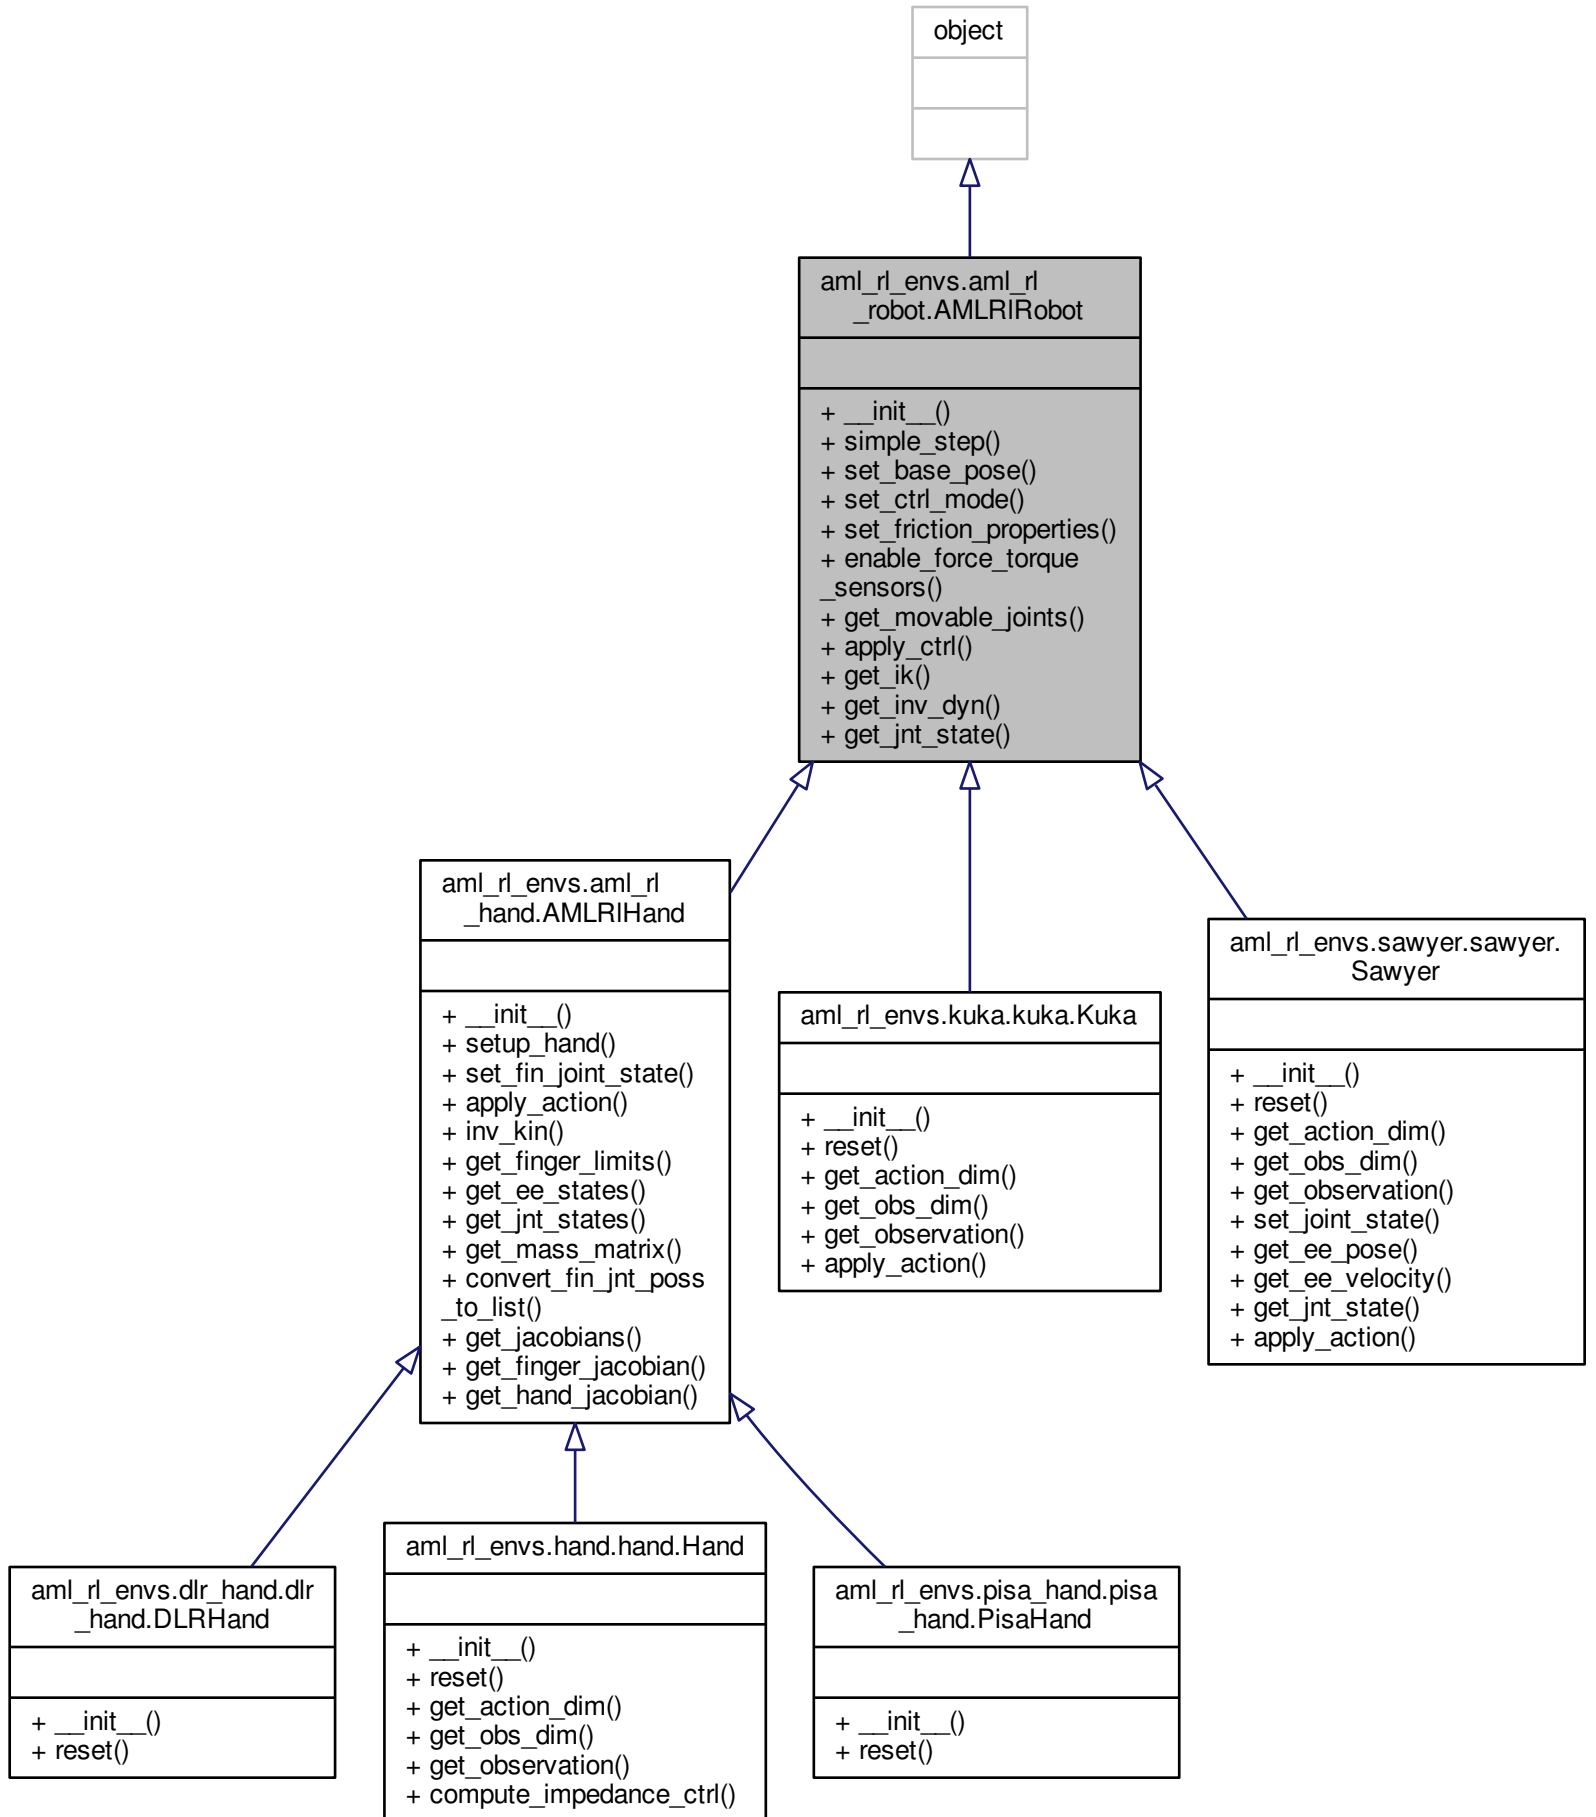 object
aml_rl_envs.aml_rl
_robot.AMLRlRobot
+ __init__()
+ simple_step()
+ set_base_pose()
+ set_ctrl_mode()
+ set_friction_properties()
+ enable_force_torque
_sensors()
+ get_movable_joints()
+ apply_ctrl()
+ get_ik()
+ get_inv_dyn()
+ get_jnt_state()
aml_rl_envs.aml_rl
_hand.AMLRlHand
+ __init__()
+ setup_hand()
+ set_fin_joint_state()
+ apply_action()
+ inv_kin()
+ get_finger_limits()
+ get_ee_states()
+ get_jnt_states()
+ get_mass_matrix()
+ convert_fin_jnt_poss
_to_list()
+ get_jacobians()
+ get_finger_jacobian()
+ get_hand_jacobian()
aml_rl_envs.kuka.kuka.Kuka
+ __init__()
+ reset()
+ get_action_dim()
+ get_obs_dim()
+ get_observation()
+ apply_action()
aml_rl_envs.sawyer.sawyer.
Sawyer
+ __init__()
+ reset()
+ get_action_dim()
+ get_obs_dim()
+ get_observation()
+ set_joint_state()
+ get_ee_pose()
+ get_ee_velocity()
+ get_jnt_state()
+ apply_action()
aml_rl_envs.dlr_hand.dlr
_hand.DLRHand
+ __init__()
+ reset()
aml_rl_envs.hand.hand.Hand
+ __init__()
+ reset()
+ get_action_dim()
+ get_obs_dim()
+ get_observation()
+ compute_impedance_ctrl()
aml_rl_envs.pisa_hand.pisa
_hand.PisaHand
+ __init__()
+ reset()